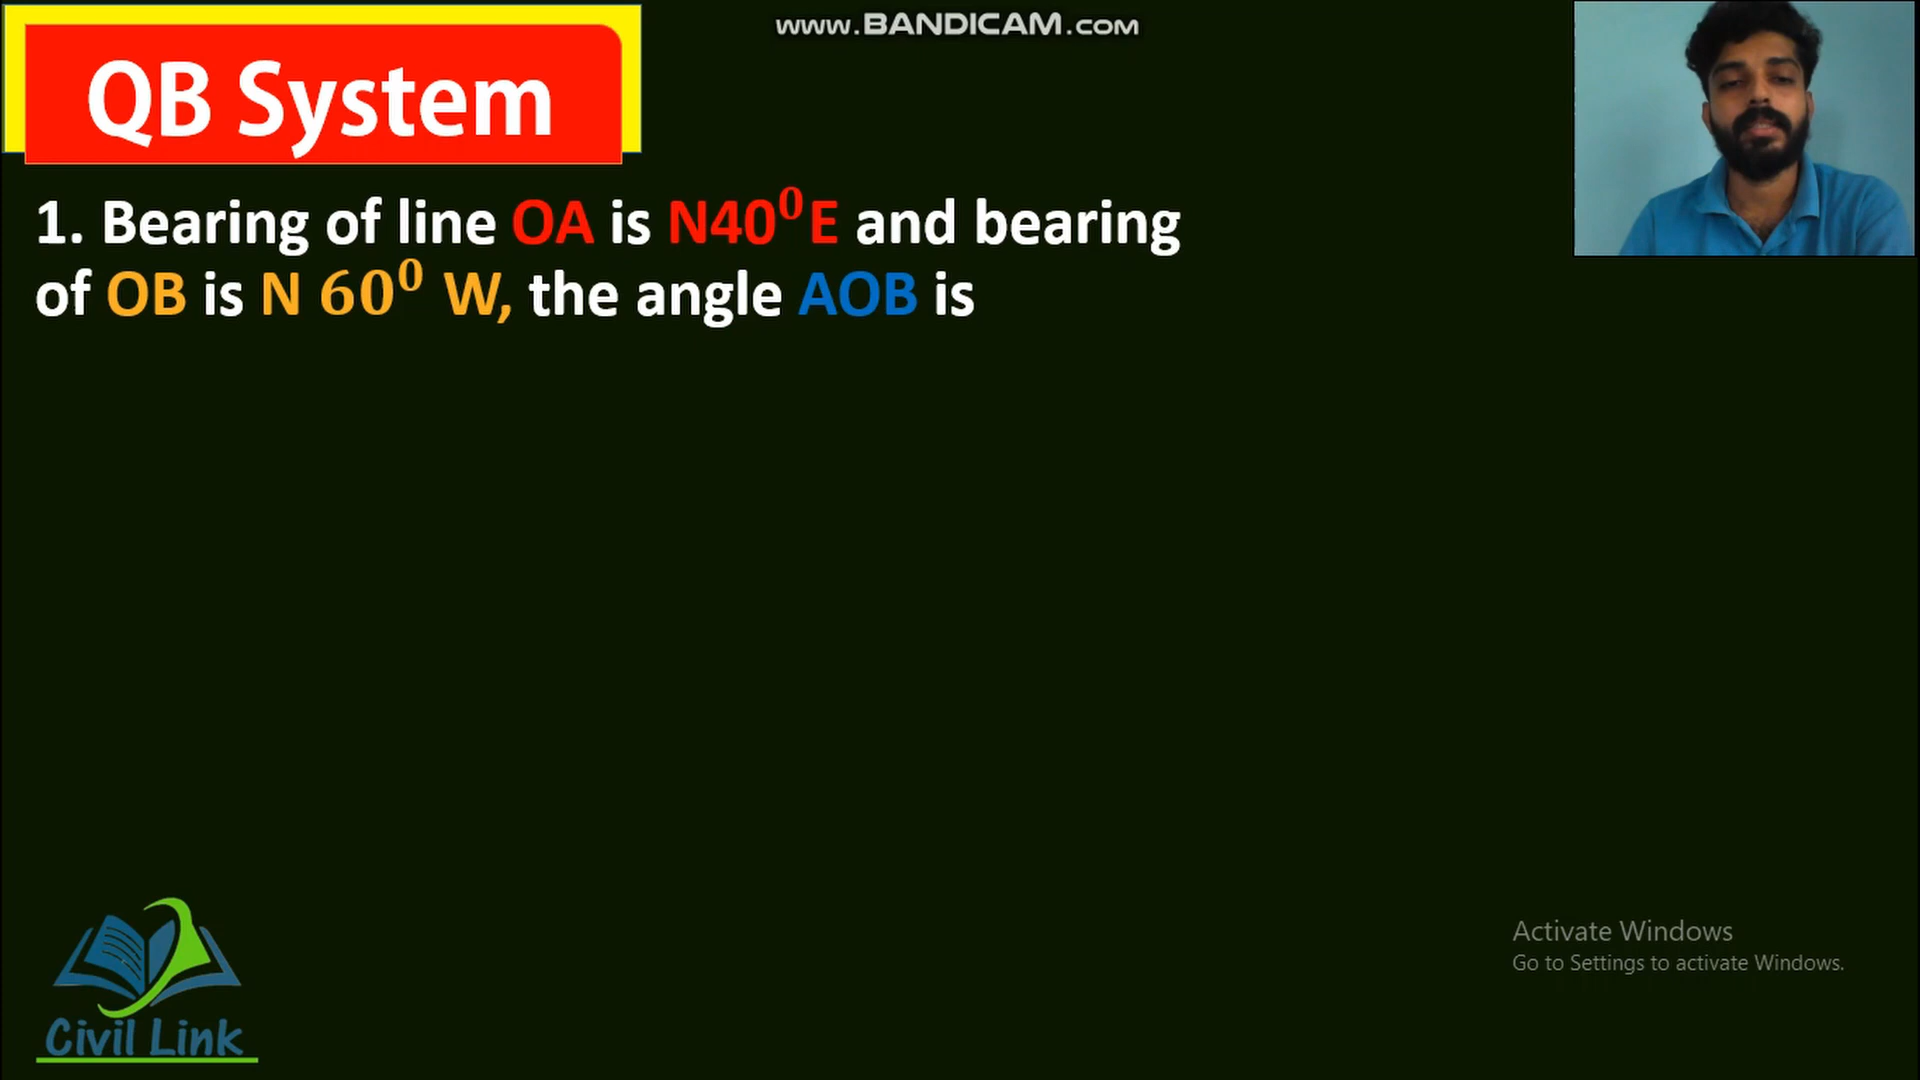 www.BANDICAM.com
QB System
1. Bearing of line OA is N40⁰E and bearing
of OB is N 60⁰ W, the angle AOB is
Activate Windows
Go to Settings to activate Windows.
Civil Link